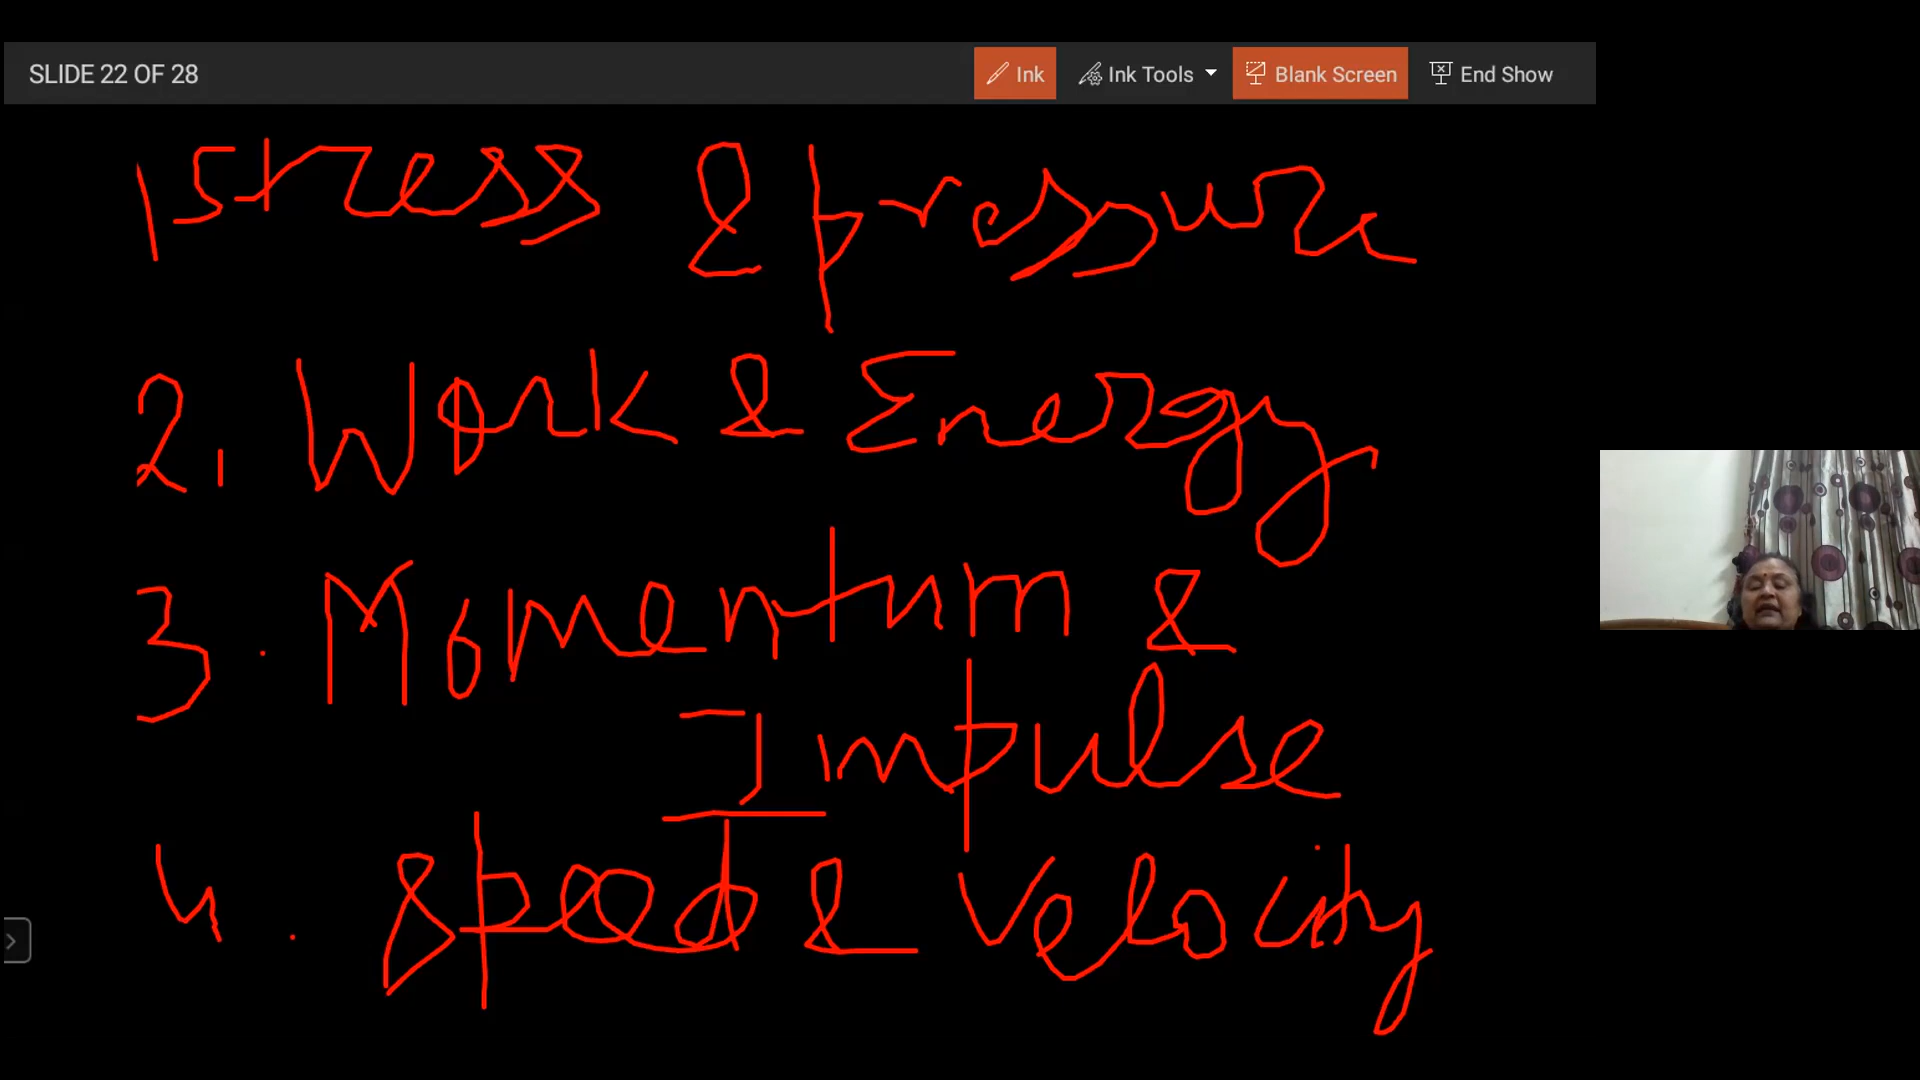 SLIDE 22 OF 28
Ink
Ink Tools
Blank Screen
End Show
1 Stress & pressure
2. Work & Energy
3. Momentum &
Impulse
4. Speed & Velocity